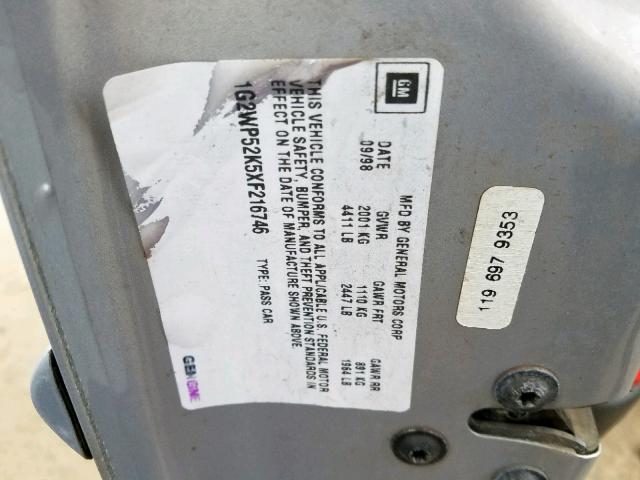 GM
MFD BY GENERAL MOTORS CORP
DATE GVWR GAWR FRT GAWR RR
09/98 2001 KG 1110 KG 891 KG
4411 LB 2447 LB 1964 LB
THIS VEHICLE CONFORMS TO ALL APPLICABLE U.S. FEDERAL MOTOR
VEHICLE SAFETY, BUMPER, AND THEFT PREVENTION STANDARDS IN
EFFECT ON THE DATE OF MANUFACTURE SHOWN ABOVE.
1G2WP52K5XF216746 TYPE: PASS CAR
GENUINE
119 697 9353